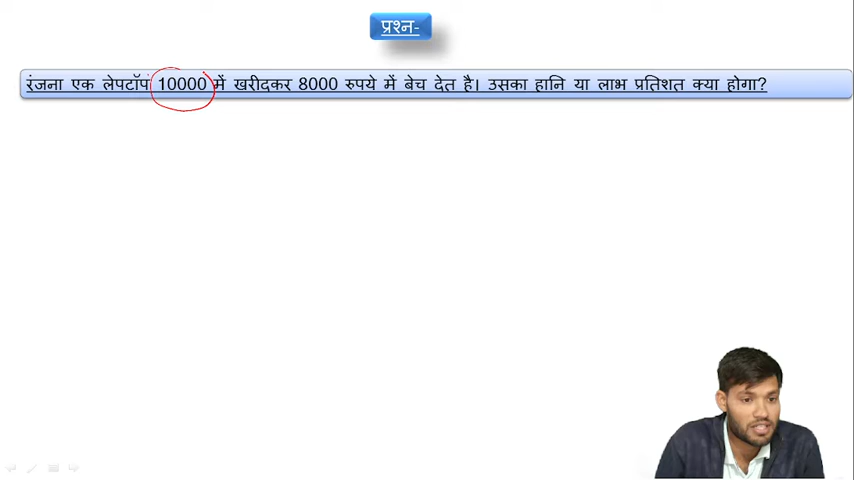 प्रश्न-
रंजना एक लेपटॉप 10000 में खरीदकर 8000 रुपये में बेच देत है। उसका हानि या लाभ प्रतिशत क्या होगा?